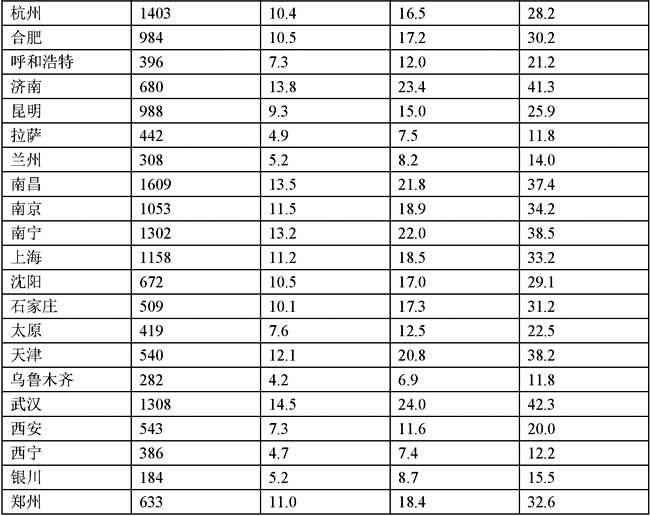 杭州 1403 10.4 16.5 28.2
合肥 984 10.5 17.2 30.2
呼和浩特 396 7.3 12.0 21.2
济南 680 13.8 23.4 41.3
昆明 988 9.3 15.0 25.9
拉萨 442 4.9 7.5 11.8
兰州 308 5.2 8.2 14.0
南昌 1609 13.5 21.8 37.4
南京 1053 11.5 18.9 34.2
南宁 1302 13.2 22.0 38.5
上海 1158 11.2 18.5 33.2
沈阳 672 10.5 17.0 29.1
石家庄 509 10.1 17.3 31.2
太原 419 7.6 12.5 22.5
天津 540 12.1 20.8 38.2
乌鲁木齐 282 4.2 6.9 11.8
武汉 1308 14.5 24.0 42.3
西安 543 7.3 11.6 20.0
西宁 386 4.7 7.4 12.2
银川 184 5.2 8.7 15.5
郑州 633 11.0 18.4 32.6